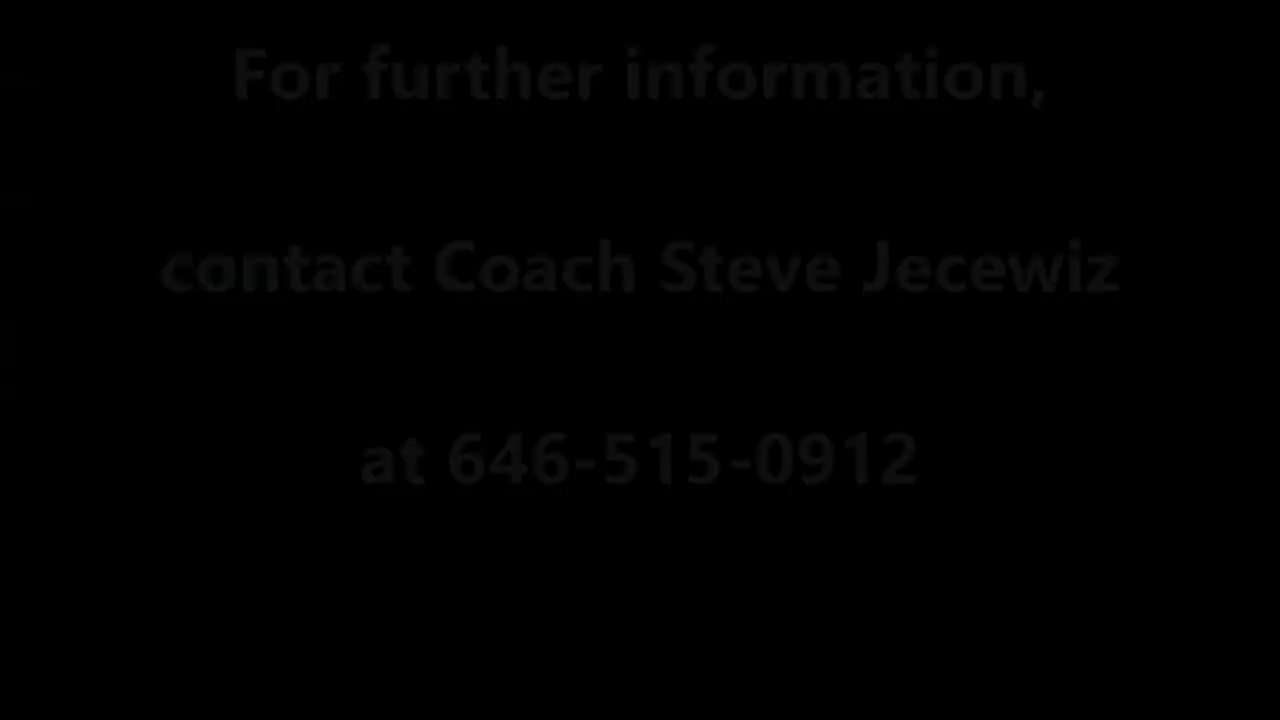 For further information,
contact Coach Steve Jecewiz
at 646-515-0912